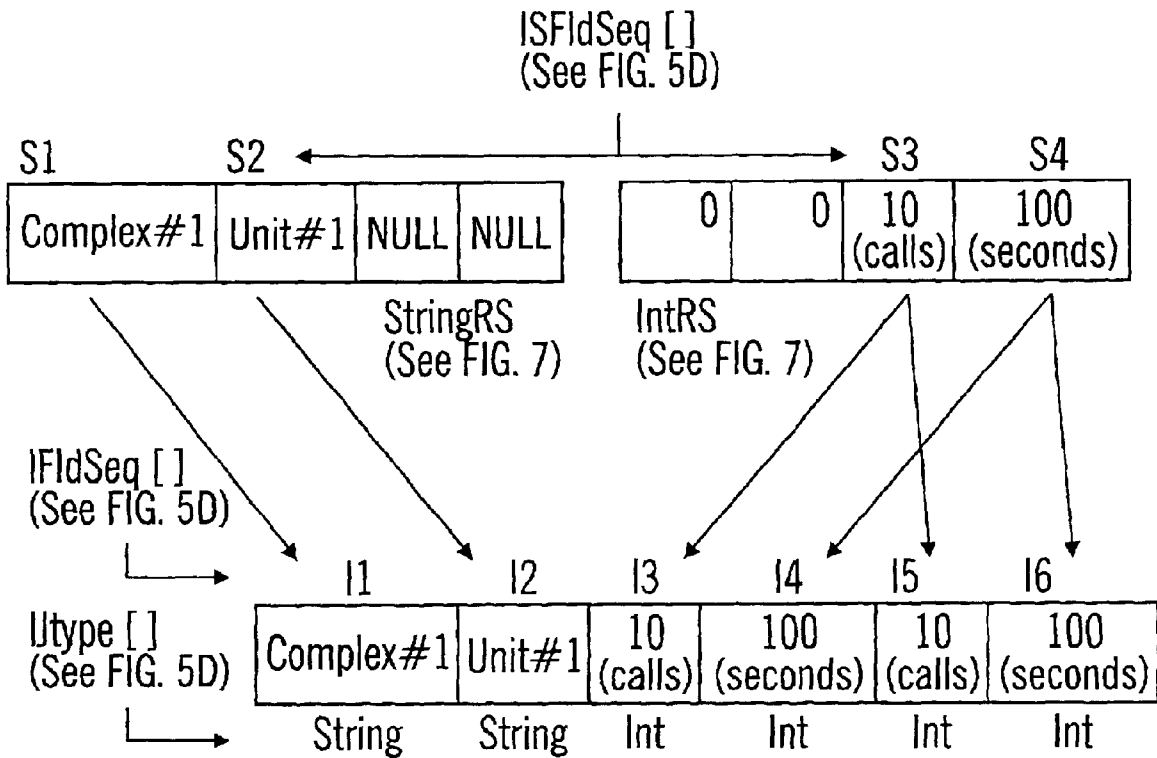 ISFldSeq [ ]
(See FIG. 5D)
S1 S2 S3 S4
Complex#1 Unit#1 NULL NULL 0 0 10 (calls) 100 (seconds)
StringRS
(See FIG. 7)
IntRS
(See FIG. 7)
IFldSeq [ ]
(See FIG. 5D)
I1 I2 I3 I4 I5 I6
IJtype [ ]
(See FIG. 5D)
Complex#1 Unit#1 10 (calls) 100 (seconds) 10 (calls) 100 (seconds)
String String Int Int Int Int